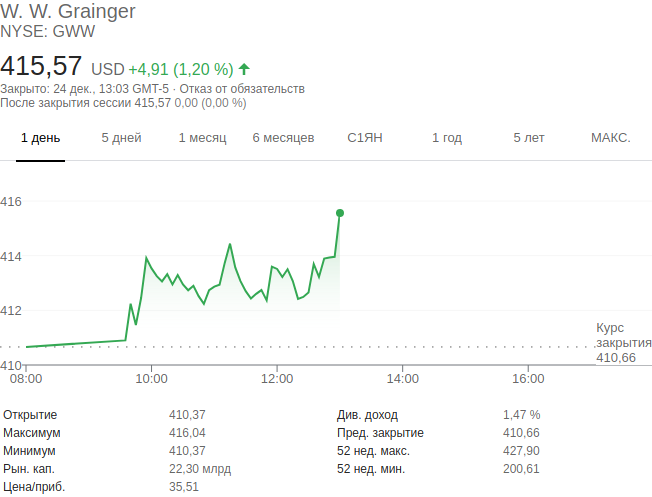 W. W. Grainger
NYSE: GWW
415,57 USD +4,91 (1,20 %)
Закрыто: 24 дек., 13:03 GMT-5 · Отказ от обязательств
После закрытия сессии 415,57 0,00 (0,00 %)
1 день 5 дней 1 месяц 6 месяцев С1ЯН 1 год 5 лет МАКС.
416
414
412
410
Курс
закрытия
410,66
08:00 10:00 12:00 14:00 16:00
Открытие 410,37 Див. доход 1,47 %
Максимум 416,04 Пред. закрытие 410,66
Минимум 410,37 52 нед. макс. 427,90
Рын. кап. 22,30 млрд 52 нед. мин. 200,61
Цена/приб. 35,51